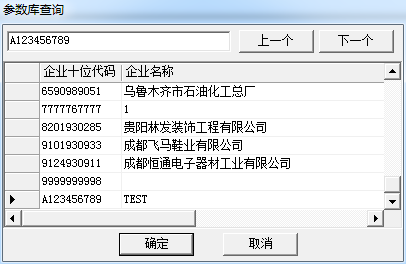 参数库查询
A123456789 上一个 下一个
企业十位代码 企业名称
6590989051 乌鲁木齐市石油化工总厂
7777767777 1
8201930285 贵阳林发装饰工程有限公司
9101930933 成都飞马鞋业有限公司
9124930911 成都恒通电子器材工业有限公司
9999999998
A123456789 TEST
确定 取消